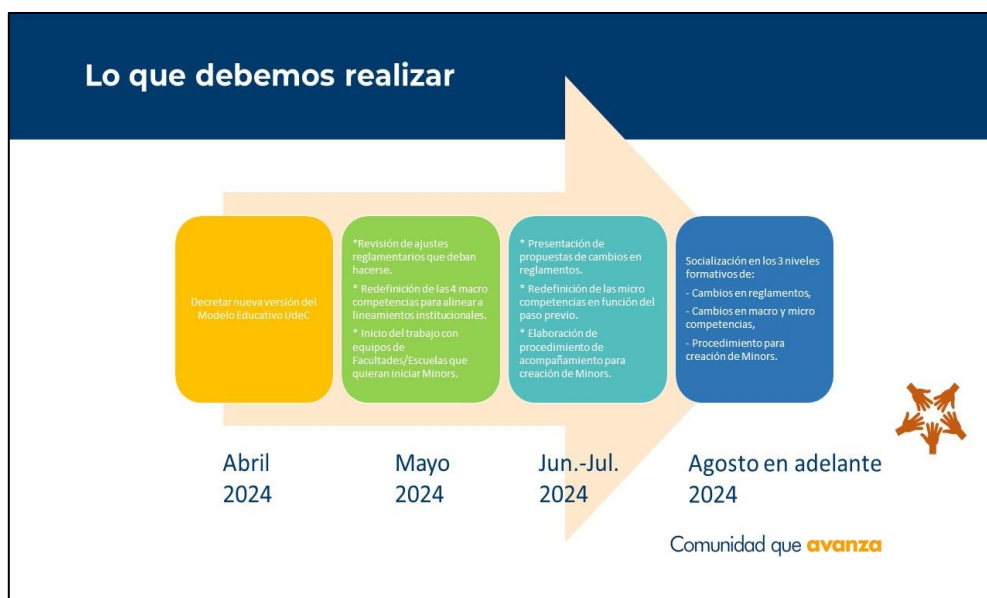 Lo que debemos realizar
Decretar nueva versión del
Modelo Educativo UdeC
*Revisión de ajustes
reglamentarios que deban
hacerse.
* Redefinición de las 4 macro
competencias para alinear a
lineamientos institucionales.
* Inicio del trabajo con
equipos de
Facultades/Escuelas que
quieran iniciar Minors.
* Presentación de
propuestas de cambios en
reglamentos.
* Redefinición de las micro
competencias en función del
paso previo.
* Elaboración de
procedimiento de
acompañamiento para
creación de Minors.
Socialización en los 3 niveles
formativos de:
- Cambios en reglamentos,
- Cambios en macro y micro
competencias,
- Procedimiento para
creación de Minors.
Abril
2024
Mayo
2024
Jun.-Jul.
2024
Agosto en adelante
2024
Comunidad que avanza